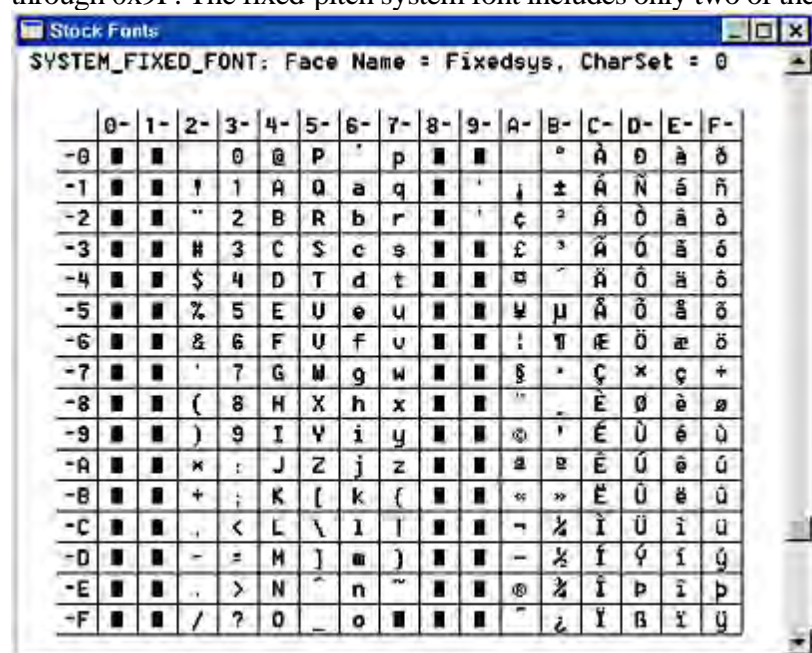 through 0x9F. The fixed-pitch system font includes only two of the
Stock Fonts
SYSTEM_FIXED_FONT: Face Name = Fixedsys, CharSet = 0
0- 1- 2- 3- 4- 5- 6- 7- 8- 9- A- B- C- D- E- F-
-0 0 @ P ` p ° À Ð à ð
-1 ! 1 A Q a q ‘ ¡ ± Á Ñ á ñ
-2 " 2 B R b r ’ ¢ ² Â Ò â ò
-3 # 3 C S c s £ ³ Ã Ó ã ó
-4 $ 4 D T d t ¤ ´ Ä Ô ä ô
-5 % 5 E U e u ¥ µ Å Õ å õ
-6 & 6 F V f v ¦ ¶ Æ Ö æ ö
-7 ' 7 G W g w § · Ç × ç ÷
-8 ( 8 H X h x ¨ ¸ È Ø è ø
-9 ) 9 I Y i y © ¹ É Ù é ù
-A * : J Z j z ª º Ê Ú ê ú
-B + ; K [ k { « » Ë Û ë û
-C , < L \ l | ¬ ¼ Ì Ü ì ü
-D - = M ] m } - ½ Í Ý í ý
-E . > N ^ n ~ ® ¾ Î Þ î þ
-F / ? O _ o ¯ ¿ Ï ß ï ÿ